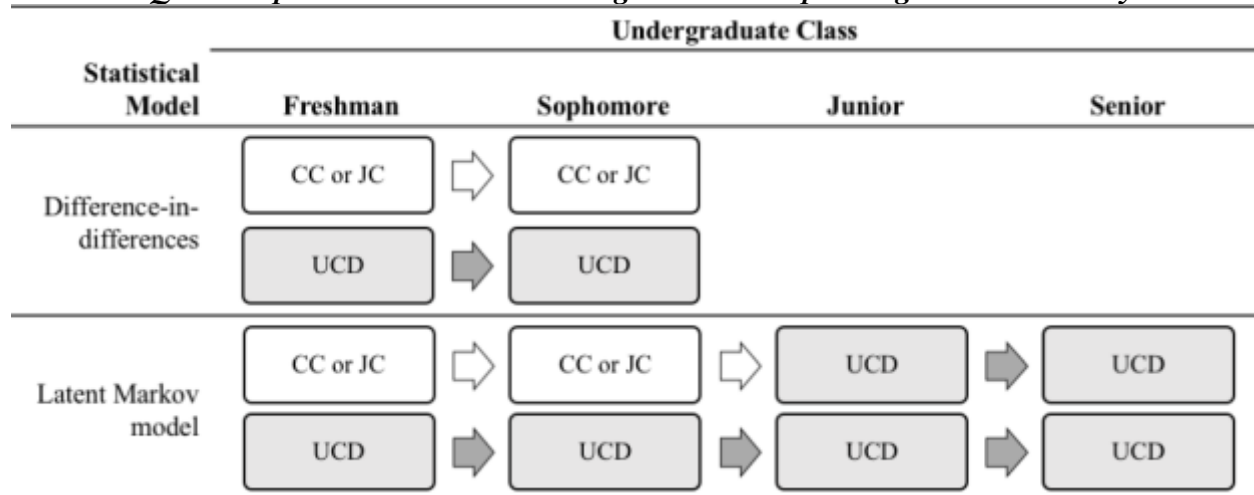 Undergraduate Class
Statistical
Model Freshman Sophomore Junior Senior
CC or JC CC or JC
Difference-in-
differences
UCD UCD
CC or JC CC or JC UCD UCD
Latent Markov
model
UCD UCD UCD UCD